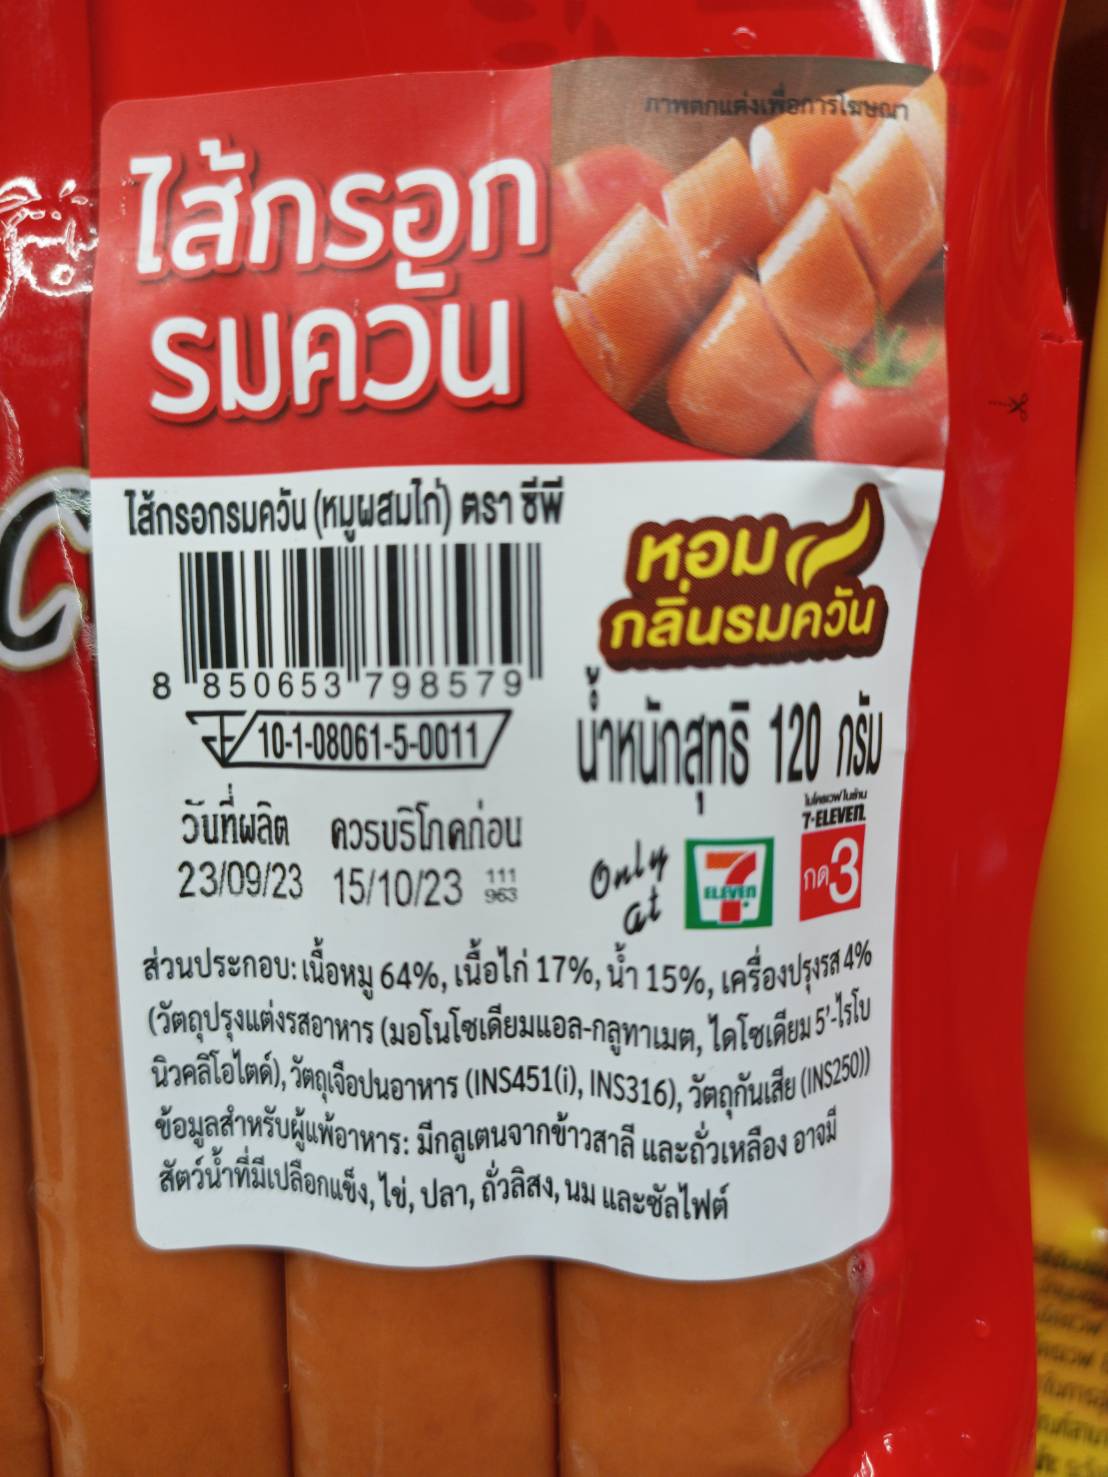 ภาพตกแต่งเพื่อการโฆษณา
ไส้กรอก
รมควัน
ไส้กรอกรมควัน (หมูผสมไก่) ตรา ซีพี
หอม
กลิ่นรมควัน
8 850653 798579
10-1-08061-5-0011
น้ำหนักสุทธิ 120 กรัม
วันที่ผลิต ควรบริโภคก่อน
23/09/23 15/10/23 111
963
Only
at
7
ELEVEN
ไมโครเวฟในร้าน
7-ELEVEN.
กด3
ส่วนประกอบ: เนื้อหมู 64%, เนื้อไก่ 17%, น้ำ 15%, เครื่องปรุงรส 4%
(วัตถุปรุงแต่งรสอาหาร (มอโนโซเดียมแอล-กลูทาเมต, ไดโซเดียม 5'-ไรโบ
นิวคลิโอไตด์), วัตถุเจือปนอาหาร (INS451(i), INS316), วัตถุกันเสีย (INS250))
ข้อมูลสำหรับผู้แพ้อาหาร: มีกลูเตนจากข้าวสาลี และถั่วเหลือง อาจมี
สัตว์น้ำที่มีเปลือกแข็ง, ไข่, ปลา, ถั่วลิสง, นม และซัลไฟต์